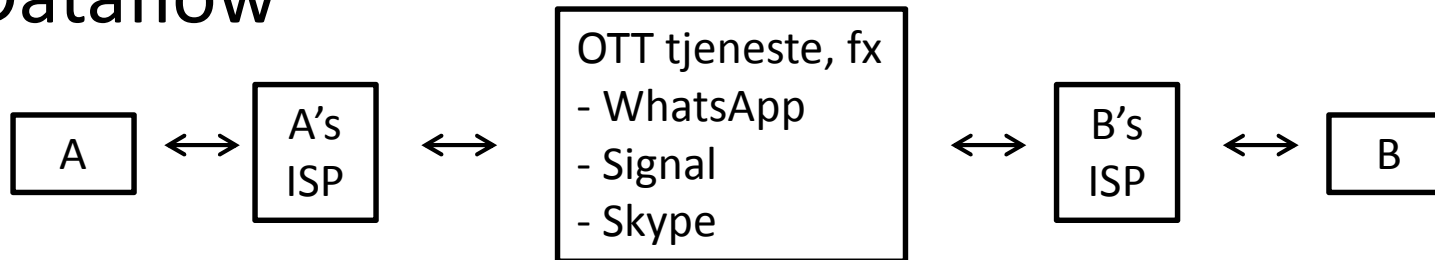 Dataflow
OTT tjeneste, fx
- WhatsApp
- Signal
- Skype
A
A's
ISP
B's
ISP
B